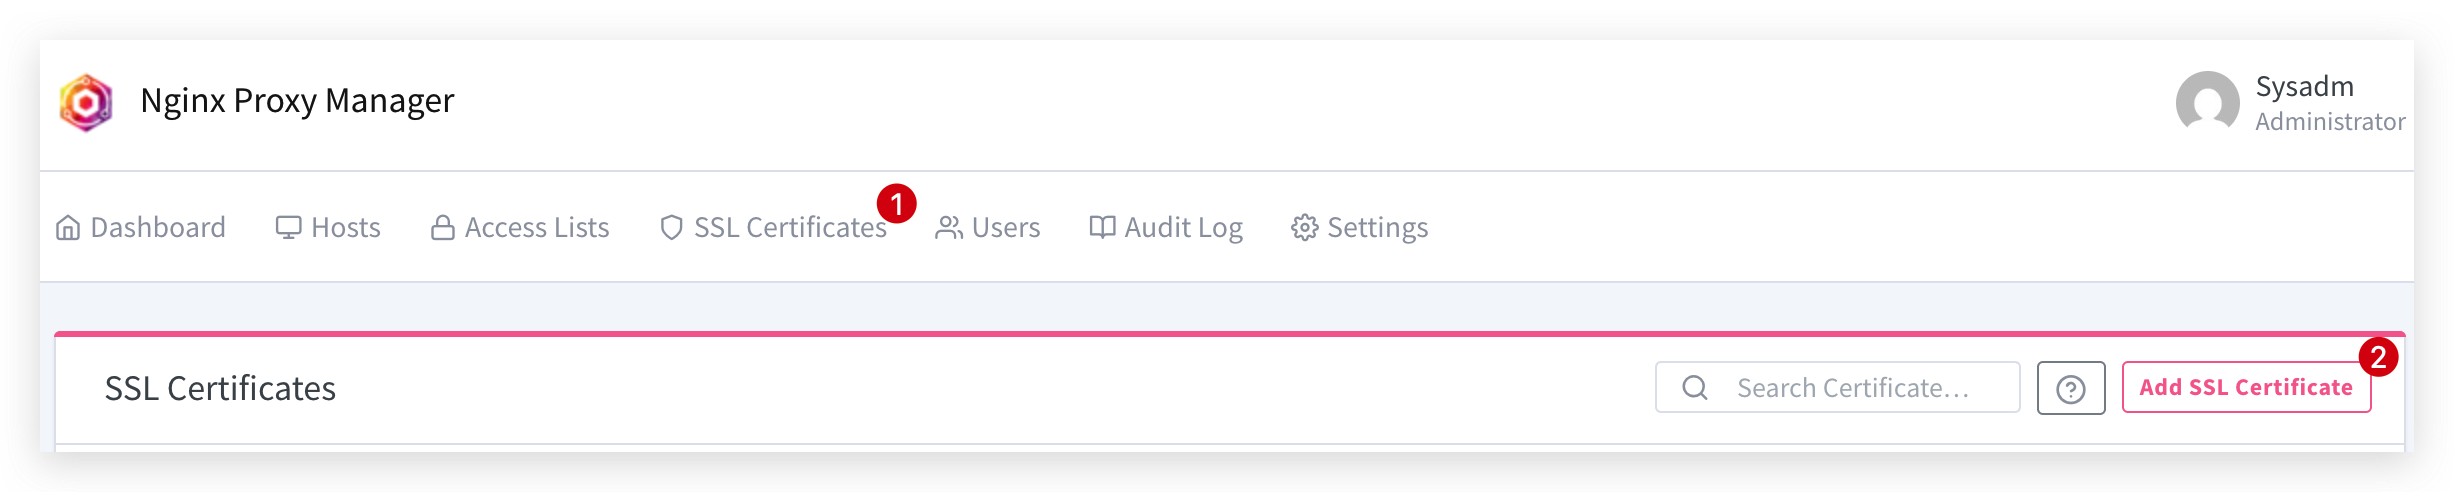 Nginx Proxy Manager
Sysadm
Administrator
Dashboard Hosts Access Lists SSL Certificates 1 Users Audit Log Settings
SSL Certificates Search Certificate… Add SSL Certificate 2